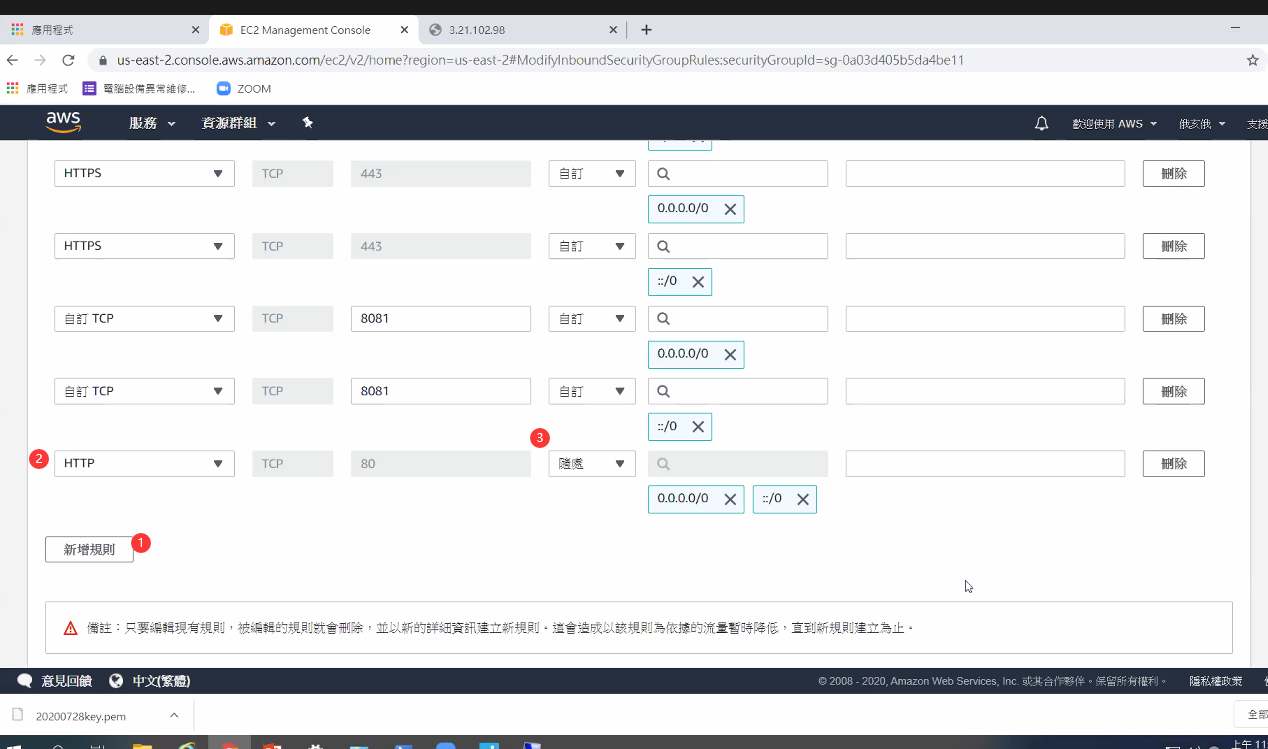 應用程式
EC2 Management Console
3.21.102.98
us-east-2.console.aws.amazon.com/ec2/v2/home?region=us-east-2#ModifyInboundSecurityGroupRules:securityGroupId=sg-0a03d405b5da4be11
應用程式 電腦設備異常維修... ZOOM
aws 服務 資源群組 歡迎使用 AWS 俄亥俄 支援
HTTPS TCP 443 自訂 刪除
0.0.0.0/0
HTTPS TCP 443 自訂 刪除
::/0
自訂 TCP TCP 8081 自訂 刪除
0.0.0.0/0
自訂 TCP TCP 8081 自訂 刪除
::/0
3
2 HTTP TCP 80 隨處 刪除
0.0.0.0/0 ::/0
新增規則 1
備註：只要編輯現有規則，被編輯的規則就會刪除，並以新的詳細資訊建立新規則。這會造成以該規則為依據的流量暫時降低，直到新規則建立為止。
意見回饋 中文(繁體) © 2008 - 2020, Amazon Web Services, Inc. 或其合作夥伴。保留所有權利。 隱私權政策
20200728key.pem 全部
上午 11